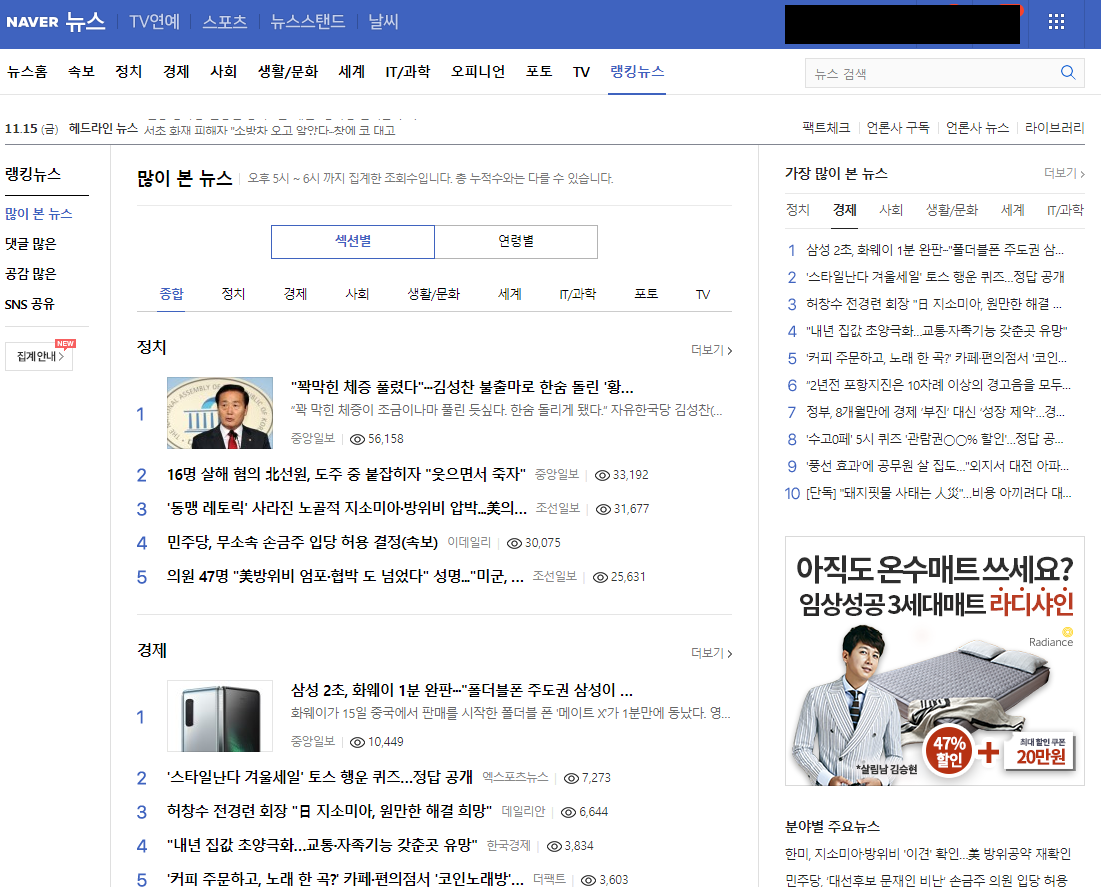 NAVER 뉴스 TV연예 스포츠 뉴스스탠드 날씨
뉴스홈 속보 정치 경제 사회 생활/문화 세계 IT/과학 오피니언 포토 TV 랭킹뉴스
뉴스 검색
11.15 (금) 헤드라인 뉴스 서초 화재 피해자 "소방차 오고 알았다-창에 코 대고
팩트체크 언론사 구독 언론사 뉴스 라이브러리
랭킹뉴스
많이 본 뉴스
댓글 많은
공감 많은
SNS 공유
집계안내 NEW
많이 본 뉴스 오후 5시 ~ 6시 까지 집계한 조회수입니다. 총 누적수와는 다를 수 있습니다.
섹션별 연령별
종합 정치 경제 사회 생활/문화 세계 IT/과학 포토 TV
정치 더보기
1 "꽉막힌 체증 풀렸다"…김성찬 불출마로 한숨 돌린 '황...
"꽉 막힌 체증이 조금이나마 풀린 듯싶다. 한숨 돌리게 됐다." 자유한국당 김성찬(...
중앙일보 56,158
2 16명 살해 혐의 北선원, 도주 중 붙잡히자 "웃으면서 죽자" 중앙일보 33,192
3 '동맹 레토릭' 사라진 노골적 지소미아·방위비 압박...美의... 조선일보 31,677
4 민주당, 무소속 손금주 입당 허용 결정(속보) 이데일리 30,075
5 의원 47명 "美방위비 엄포·협박 도 넘었다" 성명..."미군, ... 조선일보 25,631
경제 더보기
1 삼성 2초, 화웨이 1분 완판…"폴더블폰 주도권 삼성이 ...
화웨이가 15일 중국에서 판매를 시작한 폴더블 폰 '메이트 X'가 1분만에 동났다. 영...
중앙일보 10,449
2 '스타일난다 겨울세일' 토스 행운 퀴즈…정답 공개 엑스포츠뉴스 7,273
3 허창수 전경련 회장 "日 지소미아, 원만한 해결 희망" 데일리안 6,644
4 "내년 집값 초양극화…교통·자족기능 갖춘곳 유망" 한국경제 3,834
5 '커피 주문하고, 노래 한 곡?' 카페·편의점서 '코인노래방'... 더팩트 3,603
가장 많이 본 뉴스 더보기
정치 경제 사회 생활/문화 세계 IT/과학
1 삼성 2초, 화웨이 1분 완판…"폴더블폰 주도권 삼...
2 '스타일난다 겨울세일' 토스 행운 퀴즈…정답 공개
3 허창수 전경련 회장 "日 지소미아, 원만한 해결 ...
4 "내년 집값 초양극화…교통·자족기능 갖춘곳 유망"
5 '커피 주문하고, 노래 한 곡?' 카페·편의점서 '코인...
6 "2년전 포항지진은 10차례 이상의 경고음을 모두...
7 정부, 8개월만에 경제 '부진' 대신 '성장 제약'...경...
8 '수고0페' 5시 퀴즈 '관람권○○% 할인'...정답 공...
9 '풍선 효과'에 공무원 살 집도..."외지서 대전 아파...
10 [단독] "돼지핏물 사태는 人災"...비용 아끼려다 대...
아직도 온수매트 쓰세요?
임상성공 3세대매트 라디샤인
Radiance
47% 할인 + 최대 할인 쿠폰 20만원
*살림남 김승현
분야별 주요뉴스
한미, 지소미아·방위비 '이견' 확인...美 방위공약 재확인
민주당, '대선후보 문재인 비난' 손금주 의원 입당 허용